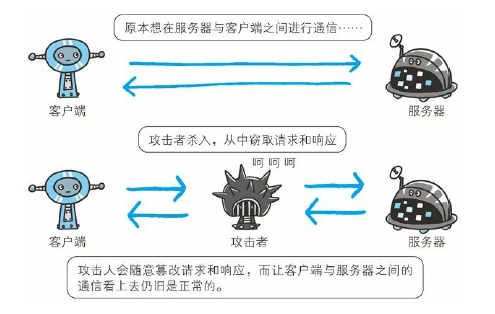 原本想在服务器与客户端之间进行通信……
客户端
服务器
攻击者杀入，从中窃取请求和响应
呵 呵 呵
客户端
攻击者
服务器
攻击人会随意篡改请求和响应，而让客户端与服务器之间的
通信看上去仍旧是正常的。